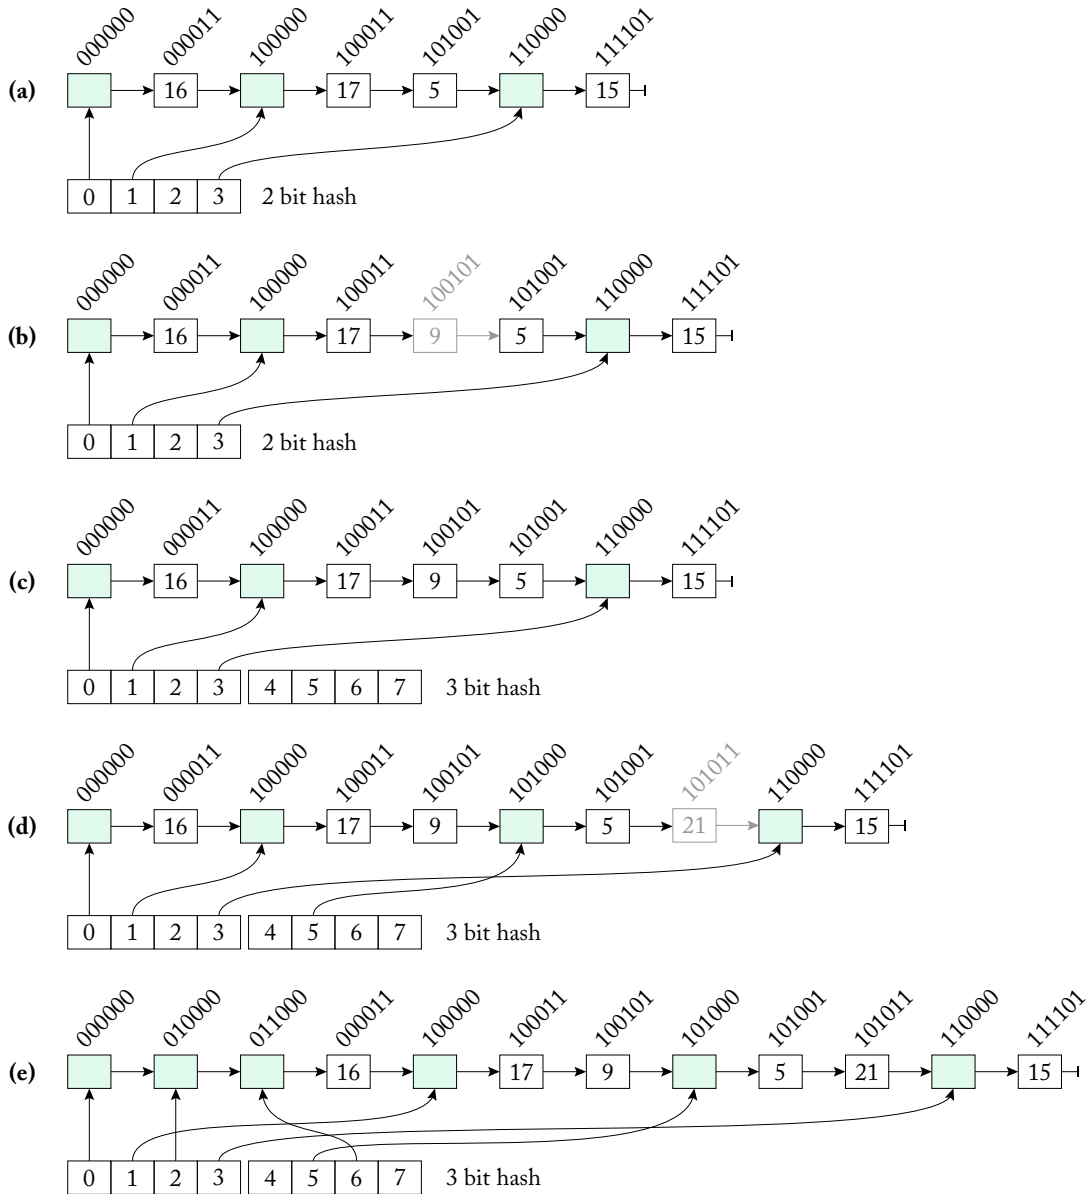 000000 000011 100000 100011 101001 110000 111101
(a) 16 17 5 15
0 1 2 3 2 bit hash
000000 000011 100000 100011 100101 101001 110000 111101
(b) 16 17 9 5 15
0 1 2 3 2 bit hash
000000 000011 100000 100011 100101 101001 110000 111101
(c) 16 17 9 5 15
0 1 2 3 4 5 6 7 3 bit hash
000000 000011 100000 100011 100101 101000 101001 101011 110000 111101
(d) 16 17 9 5 21 15
0 1 2 3 4 5 6 7 3 bit hash
000000 010000 011000 000011 100000 100011 100101 101000 101001 101011 110000 111101
(e) 16 17 9 5 21 15
0 1 2 3 4 5 6 7 3 bit hash